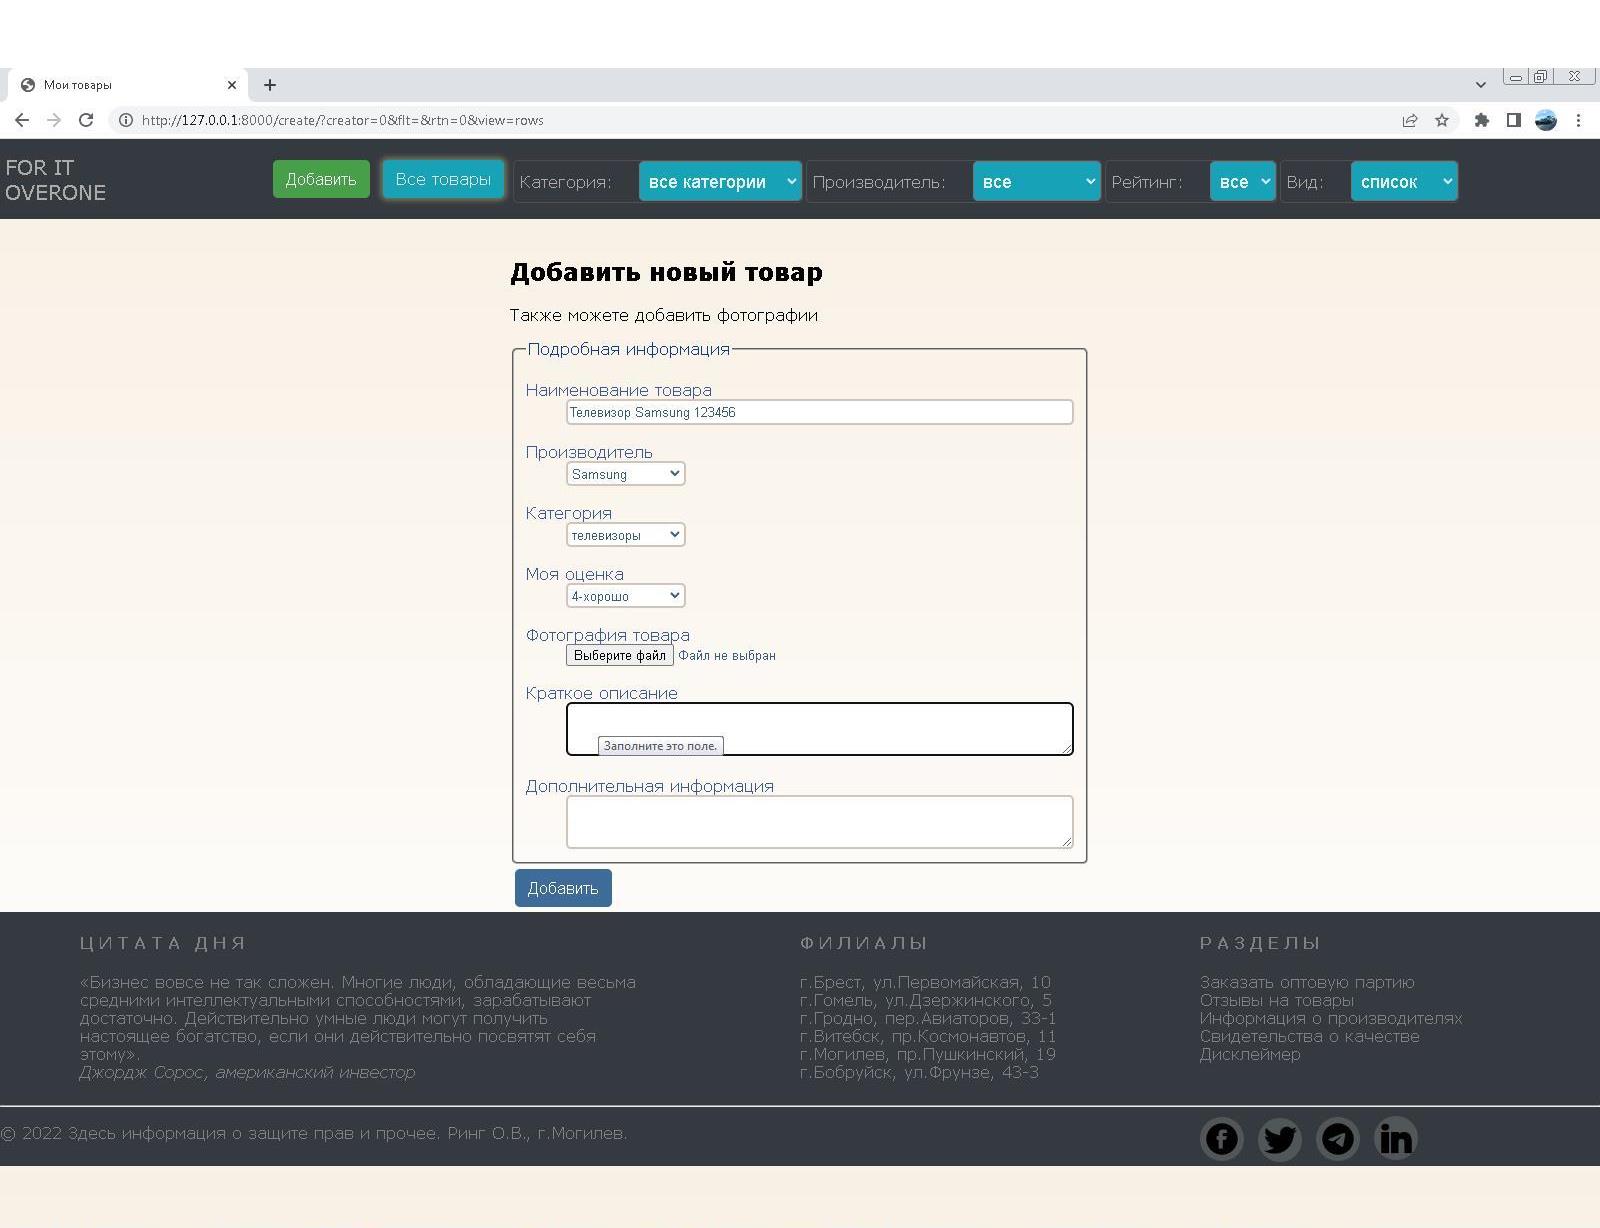 Мои товары
http://127.0.0.1:8000/create/?creator=0&flt=&rtn=0&view=rows
FOR IT
OVERONE
Добавить
Все товары
Категория:
все категории
Производитель:
все
Рейтинг:
все
Вид:
список
Добавить новый товар
Также можете добавить фотографии
Подробная информация
Наименование товара
Телевизор Samsung 123456
Производитель
Samsung
Категория
телевизоры
Моя оценка
4-хорошо
Фотография товара
Выберите файл Файл не выбран
Краткое описание
Заполните это поле.
Дополнительная информация
Добавить
ЦИТАТА ДНЯ
«Бизнес вовсе не так сложен. Многие люди, обладающие весьма
средними интеллектуальными способностями, зарабатывают
достаточно. Действительно умные люди могут получить
настоящее богатство, если они действительно посвятят себя
этому».
Джордж Сорос, американский инвестор
ФИЛИАЛЫ
г.Брест, ул.Первомайская, 10
г.Гомель, ул.Дзержинского, 5
г.Гродно, пер.Авиаторов, 33-1
г.Витебск, пр.Космонавтов, 11
г.Могилев, пр.Пушкинский, 19
г.Бобруйск, ул.Фрунзе, 43-3
РАЗДЕЛЫ
Заказать оптовую партию
Отзывы на товары
Информация о производителях
Свидетельства о качестве
Дисклеймер
© 2022 Здесь информация о защите прав и прочее. Ринг О.В., г.Могилев.